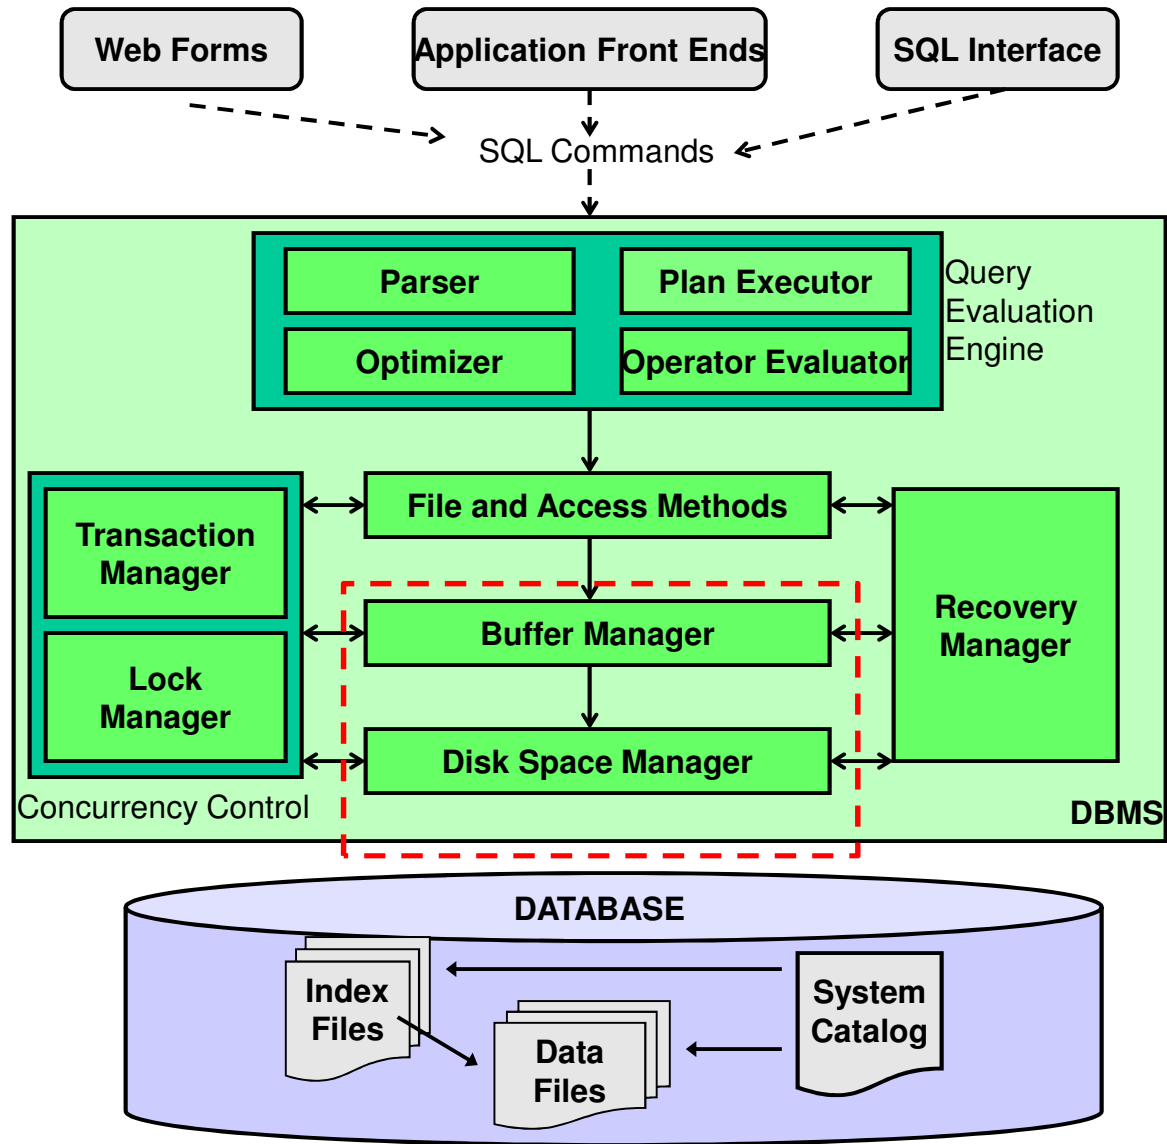 Web Forms
Application Front Ends
SQL Interface
SQL Commands
Parser
Plan Executor
Optimizer
Operator Evaluator
Query
Evaluation
Engine
File and Access Methods
Transaction
Manager
Lock
Manager
Concurrency Control
Buffer Manager
Disk Space Manager
Recovery
Manager
DBMS
DATABASE
Index
Files
Data
Files
System
Catalog